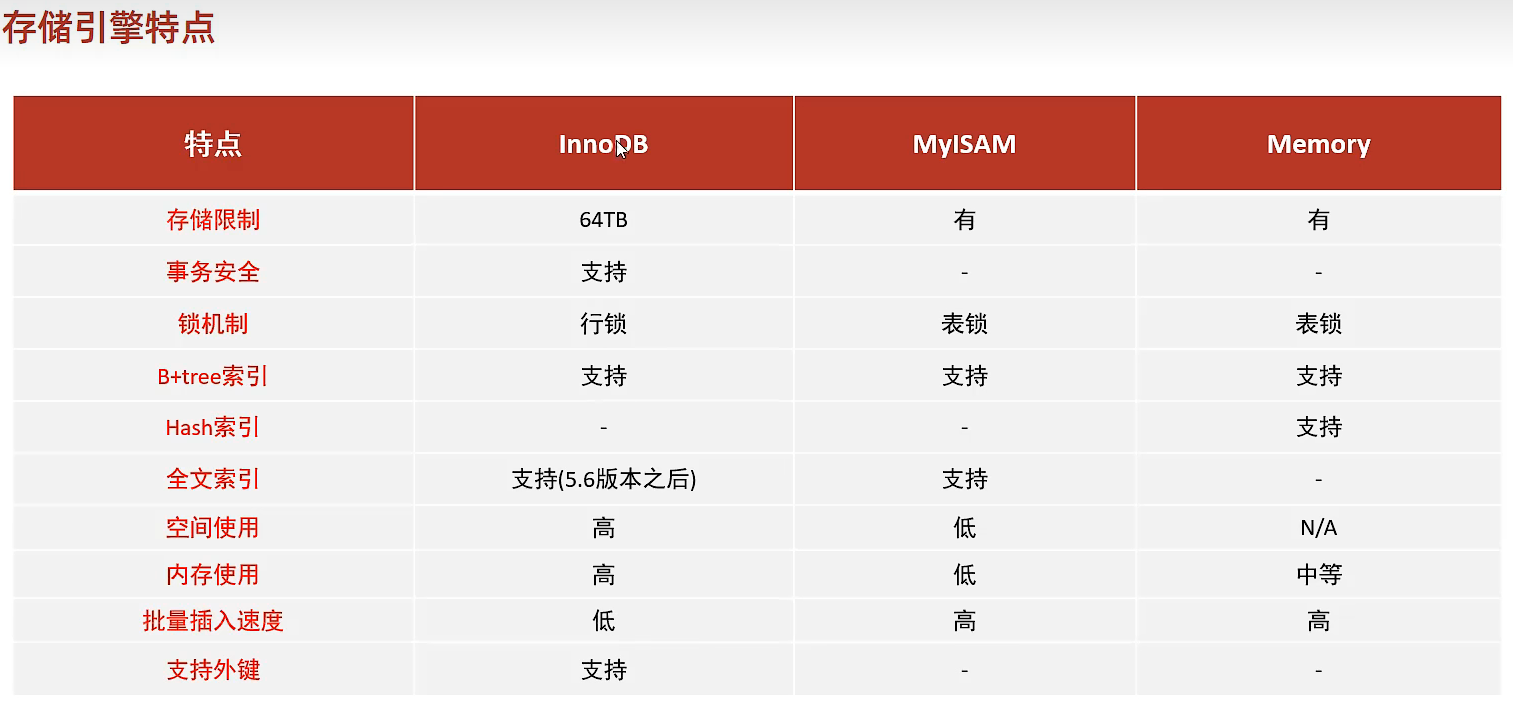 存储引擎特点
特点 InnoDB MyISAM Memory
存储限制 64TB 有 有
事务安全 支持 - -
锁机制 行锁 表锁 表锁
B+tree索引 支持 支持 支持
Hash索引 - - 支持
全文索引 支持(5.6版本之后) 支持 -
空间使用 高 低 N/A
内存使用 高 低 中等
批量插入速度 低 高 高
支持外键 支持 - -